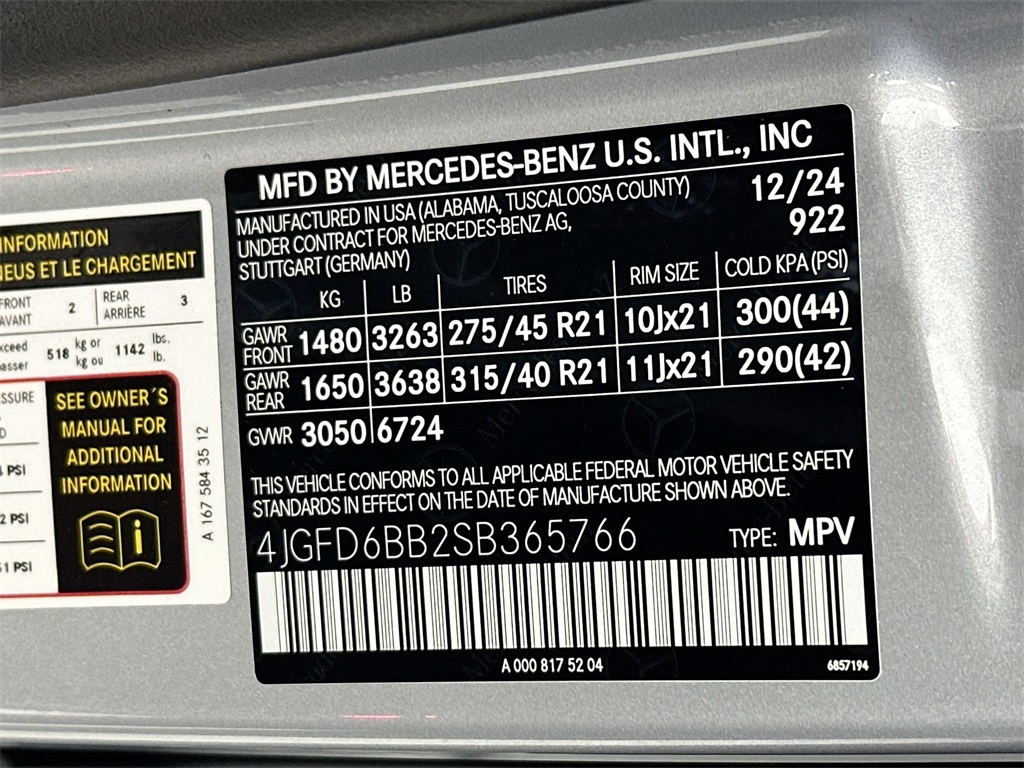 INFORMATION
NEUS ET LE CHARGEMENT
FRONT
AVANT
2
REAR
ARRIÈRE
3
518 kg or
kg ou
1142 lbs.
lb.
SEE OWNER´S
MANUAL FOR
ADDITIONAL
INFORMATION
PSI
PSI
PSI
A 167 584 35 12
MFD BY MERCEDES-BENZ U.S. INTL., INC
MANUFACTURED IN USA (ALABAMA, TUSCALOOSA COUNTY) 12/24
UNDER CONTRACT FOR MERCEDES-BENZ AG, 922
STUTTGART (GERMANY)
KG LB TIRES RIM SIZE COLD KPA (PSI)
GAWR FRONT 1480 3263 275/45 R21 10Jx21 300(44)
GAWR REAR 1650 3638 315/40 R21 11Jx21 290(42)
GVWR 3050 6724
THIS VEHICLE CONFORMS TO ALL APPLICABLE FEDERAL MOTOR VEHICLE SAFETY
STANDARDS IN EFFECT ON THE DATE OF MANUFACTURE SHOWN ABOVE.
4JGFD6BB2SB365766 TYPE: MPV
A 000 817 52 04 6857194